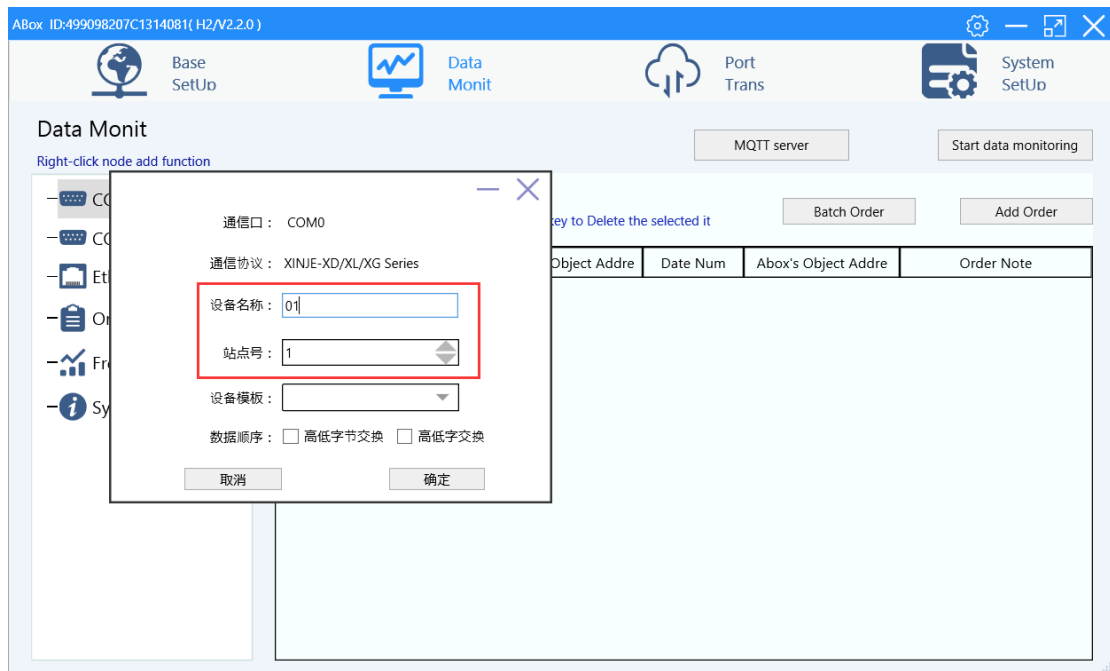 ABox ID:499098207C1314081( H2/V2.2.0 )
Base
SetUp
Data
Monit
Port
Trans
System
SetUp
Data Monit
MQTT server
Start data monitoring
Right-click node add function
通信口： COM0
key to Delete the selected it
Batch Order
Add Order
通信协议： XINJE-XD/XL/XG Series
Object Addre
Date Num
Abox's Object Addre
Order Note
设备名称： 01
站点号： 1
设备模板：
数据顺序： 高低字节交换 高低字交换
取消
确定